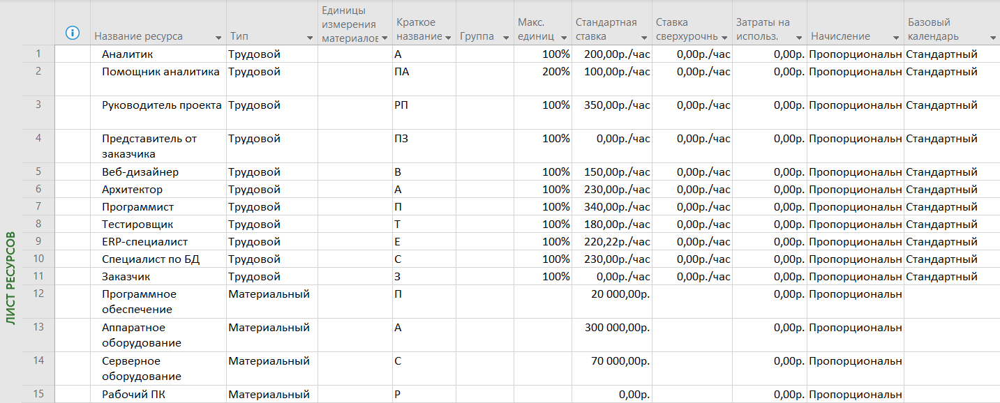 Название ресурса Тип Единицы измерения материалов Краткое название Группа Макс. единиц Стандартная ставка Ставка сверхурочнь Затраты на использ. Начисление Базовый календарь
1 Аналитик Трудовой А 100% 200,00р./час 0,00р./час 0,00р. Пропорциональн Стандартный
2 Помощник аналитика Трудовой ПА 200% 100,00р./час 0,00р./час 0,00р. Пропорциональн Стандартный
3 Руководитель проекта Трудовой РП 100% 350,00р./час 0,00р./час 0,00р. Пропорциональн Стандартный
4 Представитель от заказчика Трудовой ПЗ 100% 0,00р./час 0,00р./час 0,00р. Пропорциональн Стандартный
5 Веб-дизайнер Трудовой В 100% 150,00р./час 0,00р./час 0,00р. Пропорциональн Стандартный
6 Архитектор Трудовой А 100% 230,00р./час 0,00р./час 0,00р. Пропорциональн Стандартный
7 Программист Трудовой П 100% 340,00р./час 0,00р./час 0,00р. Пропорциональн Стандартный
8 Тестировщик Трудовой Т 100% 180,00р./час 0,00р./час 0,00р. Пропорциональн Стандартный
9 ERP-специалист Трудовой E 100% 220,22р./час 0,00р./час 0,00р. Пропорциональн Стандартный
10 Специалист по БД Трудовой С 100% 230,00р./час 0,00р./час 0,00р. Пропорциональн Стандартный
11 Заказчик Трудовой З 100% 0,00р./час 0,00р./час 0,00р. Пропорциональн Стандартный
12 Программное обеспечение Материальный П 20 000,00р. 0,00р. Пропорциональн
13 Аппаратное оборудование Материальный А 300 000,00р. 0,00р. Пропорциональн
14 Серверное оборудование Материальный С 70 000,00р. 0,00р. Пропорциональн
15 Рабочий ПК Материальный Р 0,00р. 0,00р. Пропорциональн
ЛИСТ РЕСУРСОВ